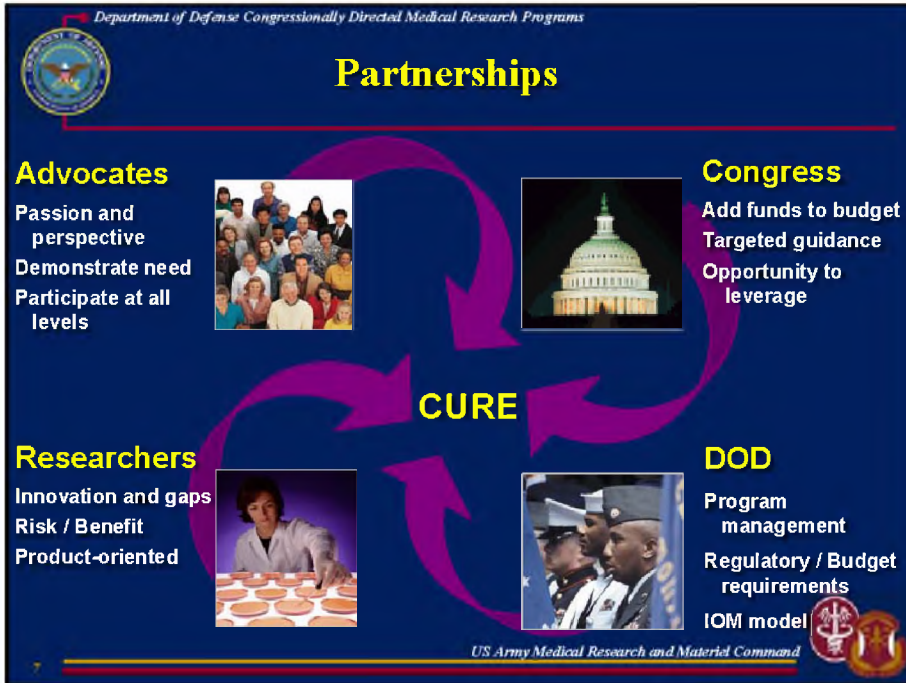 Department of Defense Congressionally Directed Medical Research Programs
Partnerships
Advocates
Passion and
perspective
Demonstrate need
Participate at all
levels
Congress
Add funds to budget
Targeted guidance
Opportunity to
leverage
CURE
Researchers
Innovation and gaps
Risk / Benefit
Product-oriented
DOD
Program
management
Regulatory / Budget
requirements
IOM model
US Army Medical Research and Materiel Command
7